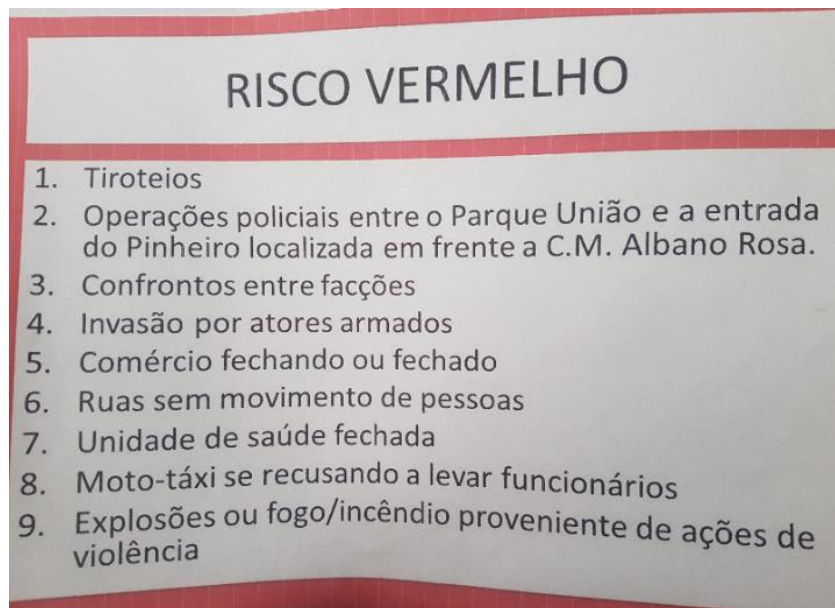 RISCO VERMELHO
1. Tiroteios
2. Operações policiais entre o Parque União e a entrada
do Pinheiro localizada em frente a C.M. Albano Rosa.
3. Confrontos entre facções
4. Invasão por atores armados
5. Comércio fechando ou fechado
6. Ruas sem movimento de pessoas
7. Unidade de saúde fechada
8. Moto-táxi se recusando a levar funcionários
9. Explosões ou fogo/incêndio proveniente de ações de
violência